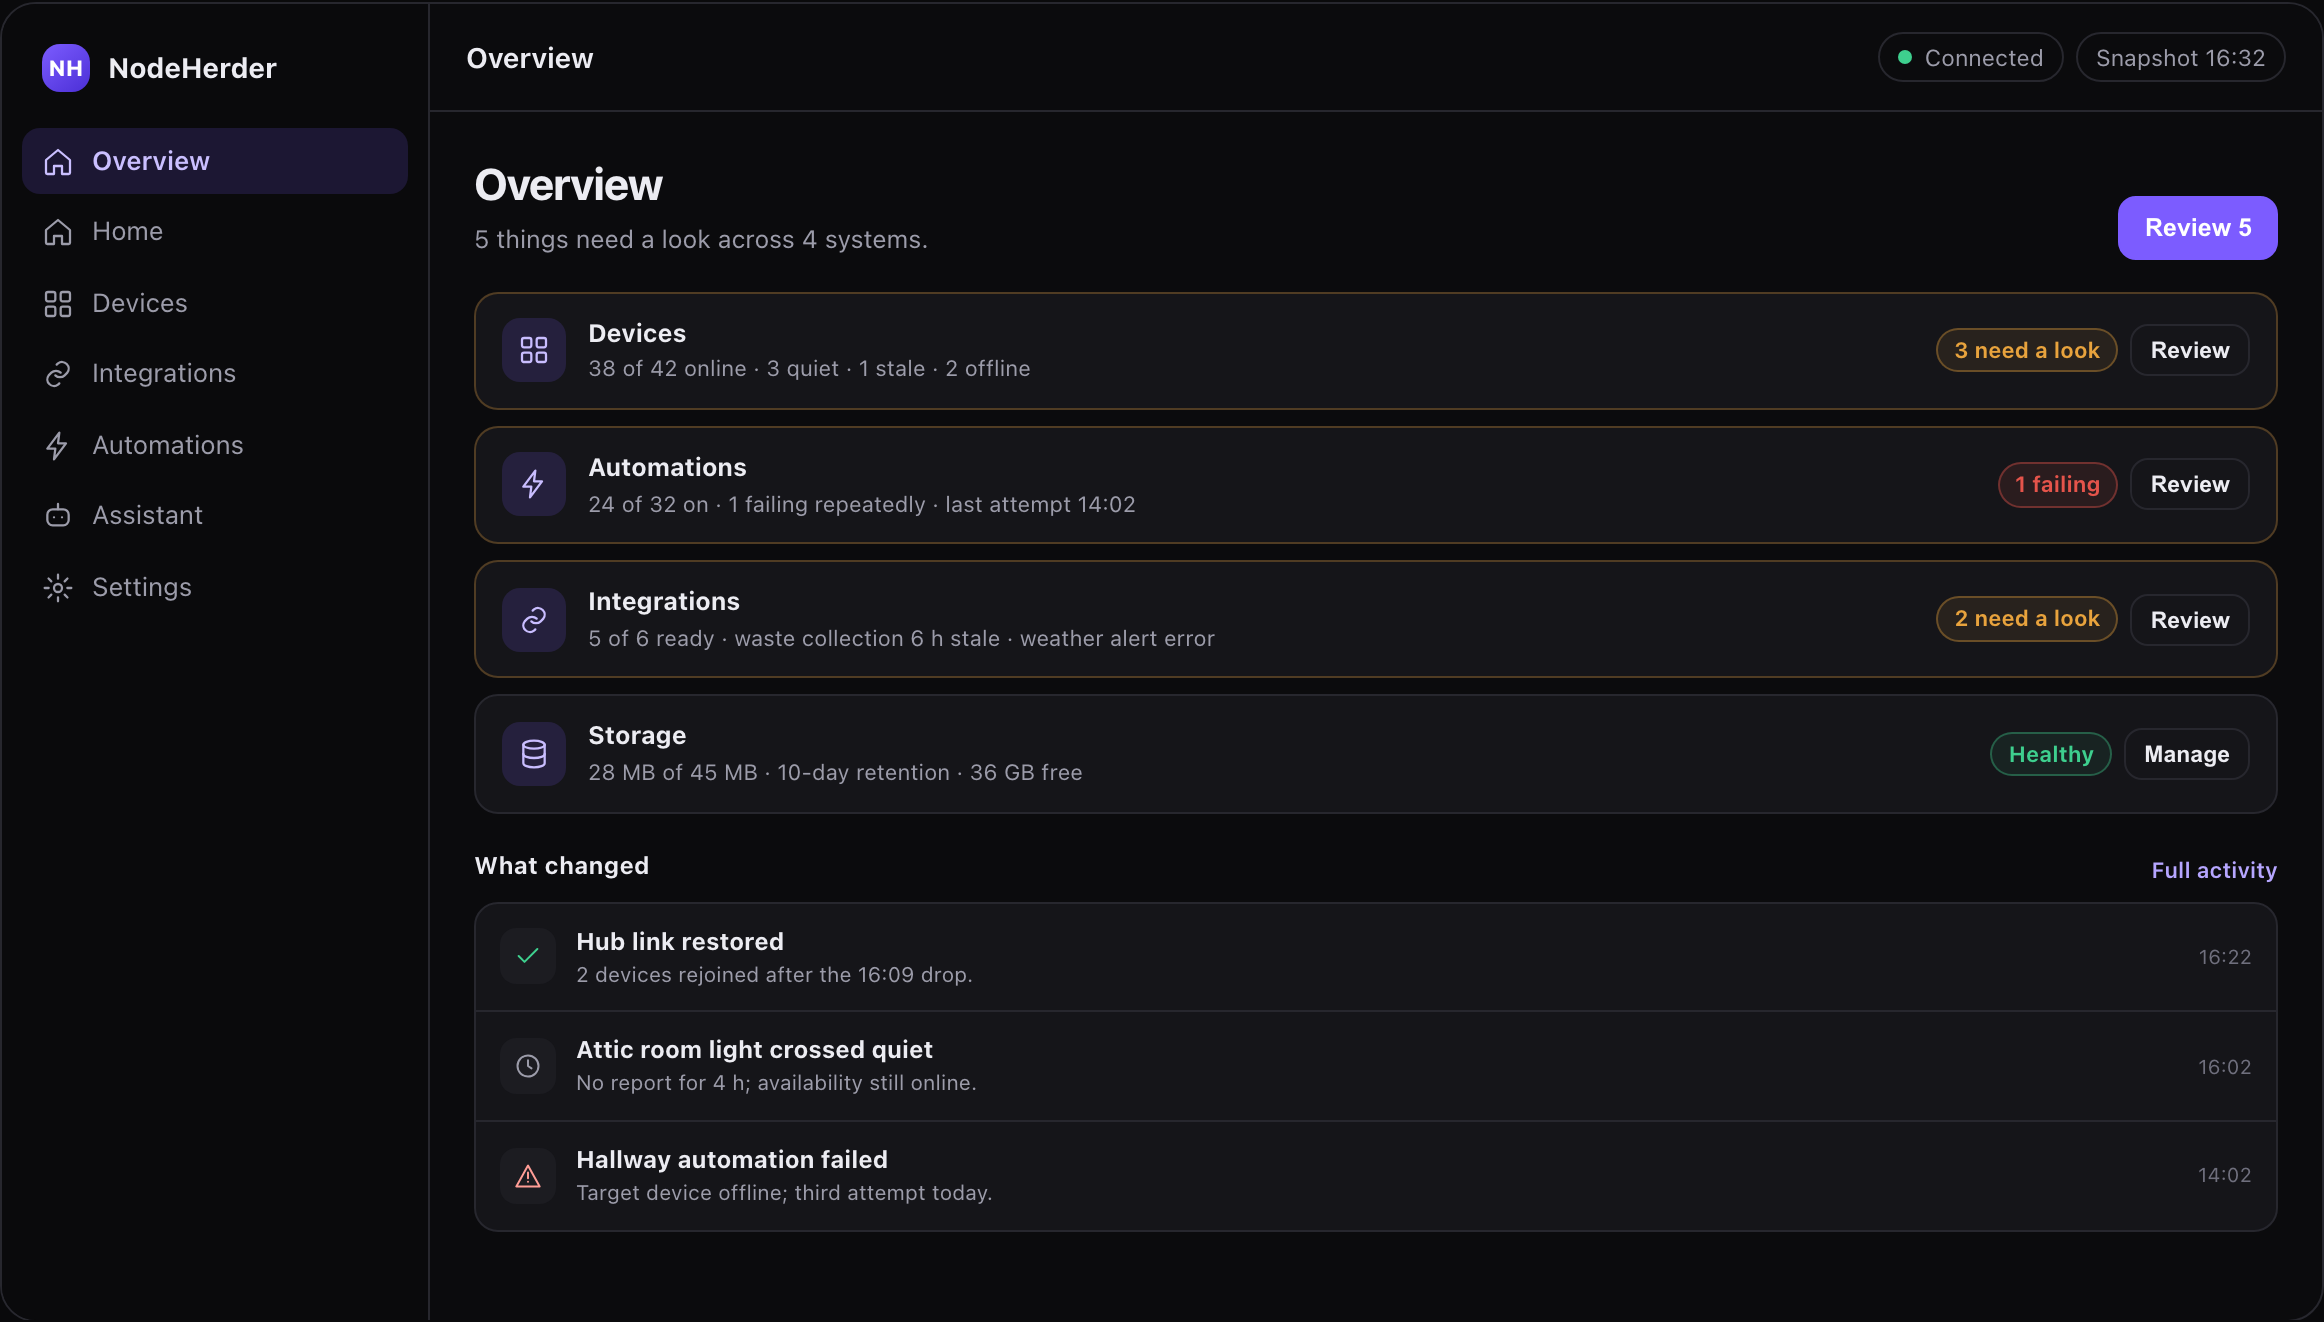 NH NodeHerder
Overview
Home
Devices
Integrations
Automations
Assistant
Settings
Overview
Connected
Snapshot 16:32
Overview
5 things need a look across 4 systems.
Review 5
Devices
38 of 42 online · 3 quiet · 1 stale · 2 offline
3 need a look
Review
Automations
24 of 32 on · 1 failing repeatedly · last attempt 14:02
1 failing
Review
Integrations
5 of 6 ready · waste collection 6 h stale · weather alert error
2 need a look
Review
Storage
28 MB of 45 MB · 10-day retention · 36 GB free
Healthy
Manage
What changed
Full activity
Hub link restored
2 devices rejoined after the 16:09 drop.
16:22
Attic room light crossed quiet
No report for 4 h; availability still online.
16:02
Hallway automation failed
Target device offline; third attempt today.
14:02